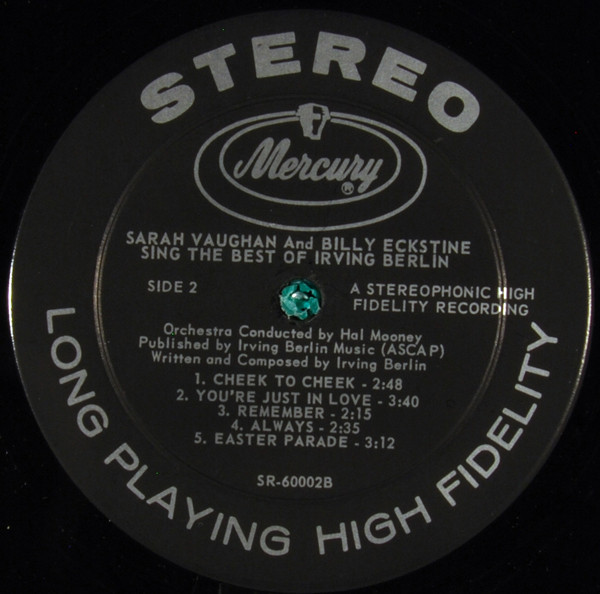 STEREO
Mercury
®
SARAH VAUGHAN And BILLY ECKSTINE
SING THE BEST OF IRVING BERLIN
SIDE 2
A STEREOPHONIC HIGH
FIDELITY RECORDING
Orchestra Conducted by Hal Mooney
Published by Irving Berlin Music (ASCAP)
Written and Composed by Irving Berlin
1. CHEEK TO CHEEK - 2:48
2. YOU'RE JUST IN LOVE - 3:40
3. REMEMBER - 2:15
4. ALWAYS - 2:35
5. EASTER PARADE - 3:12
SR-60002B
LONG PLAYING HIGH FIDELITY